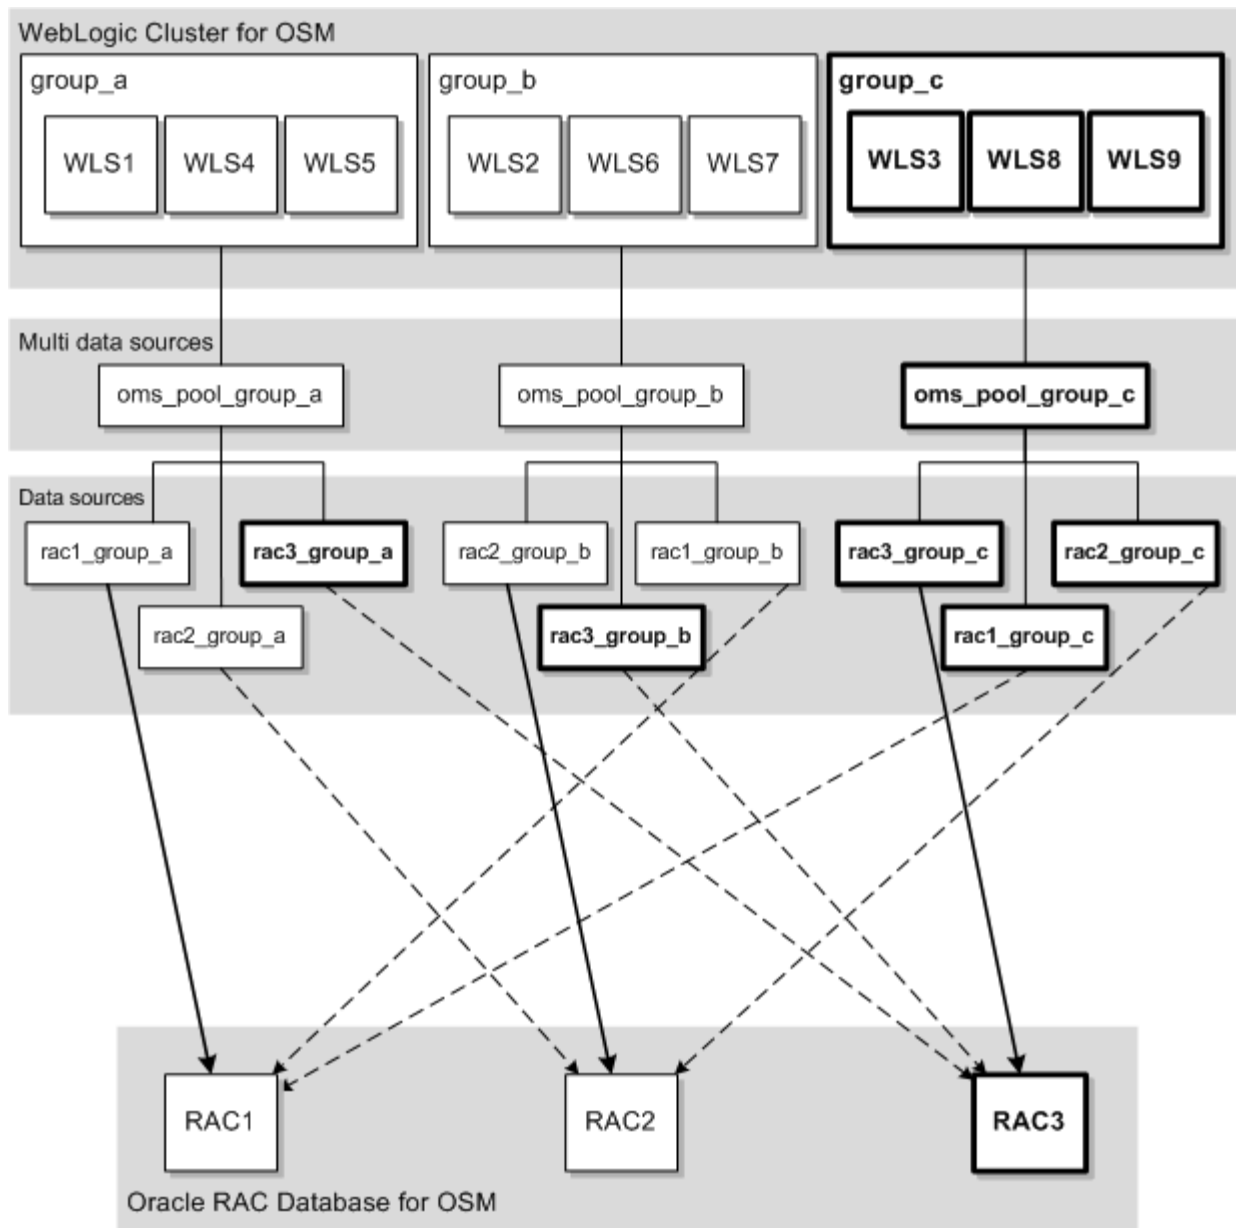 WebLogic Cluster for OSM
group_a
group_b
group_c
WLS1 WLS4 WLS5
WLS2 WLS6 WLS7
WLS3 WLS8 WLS9
Multi data sources
oms_pool_group_a
oms_pool_group_b
oms_pool_group_c
Data sources
rac1_group_a
rac3_group_a
rac2_group_b
rac1_group_b
rac3_group_c
rac2_group_c
rac2_group_a
rac3_group_b
rac1_group_c
RAC1
RAC2
RAC3
Oracle RAC Database for OSM